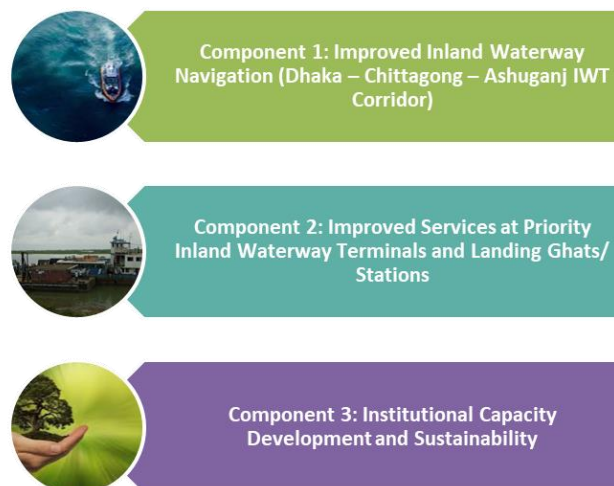 Component 1: Improved Inland Waterway
Navigation (Dhaka – Chittagong – Ashuganj IWT
Corridor)
Component 2: Improved Services at Priority
Inland Waterway Terminals and Landing Ghats/
Stations
Component 3: Institutional Capacity
Development and Sustainability